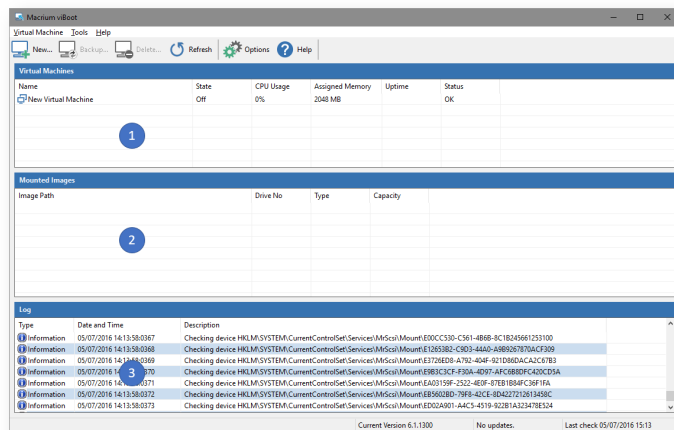 Macrium viBoot
Virtual Machine Tools Help
New... Backup... Delete... Refresh Options Help
Virtual Machines
Name State CPU Usage Assigned Memory Uptime Status
New Virtual Machine Off 0% 2048 MB OK
1
Mounted Images
Image Path Drive No Type Capacity
2
Log
Type Date and Time Description
Information 05/07/2016 14:13:58:0367 Checking device HKLM\SYSTEM\CurrentControlSet\Services\MrScsi\Mount\E00CC530-C561-4B6B-8C1B245661253100
Information 05/07/2016 14:13:58:0368 Checking device HKLM\SYSTEM\CurrentControlSet\Services\MrScsi\Mount\E12653B2-C9D3-44A0-A9B9267870ACF309
Information 05/07/2016 14:13:58:0369 Checking device HKLM\SYSTEM\CurrentControlSet\Services\MrScsi\Mount\E3726ED8-A792-404F-921D86DACA2C67B3
Information 05/07/2016 14:13:58:0370 Checking device HKLM\SYSTEM\CurrentControlSet\Services\MrScsi\Mount\E9B3C3CF-F30A-4D97-AFC6B8DFC420CD5A
3
Information 05/07/2016 14:13:58:0371 Checking device HKLM\SYSTEM\CurrentControlSet\Services\MrScsi\Mount\EA03159F-2522-4E0F-87EB1B84FC36F1FA
Information 05/07/2016 14:13:58:0372 Checking device HKLM\SYSTEM\CurrentControlSet\Services\MrScsi\Mount\EB5602BD-79F8-42CE-8D4227212613458C
Information 05/07/2016 14:13:58:0373 Checking device HKLM\SYSTEM\CurrentControlSet\Services\MrScsi\Mount\ED02A901-A4C5-4519-922B1A323478E524
Current Version 6.1.1300 No updates. Last check 05/07/2016 15:13